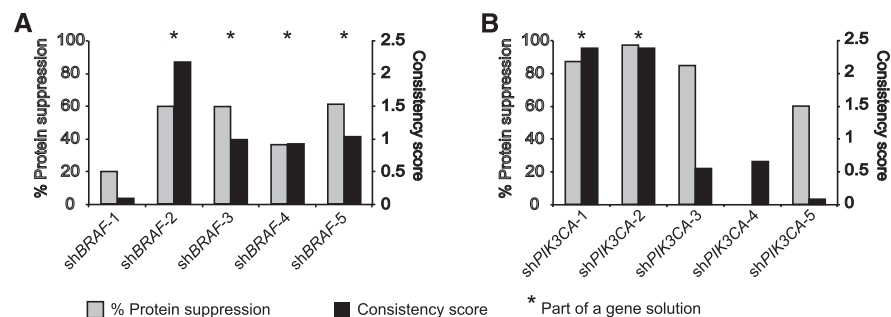 A
B
* * * *
* *
% Protein suppression
100
80
60
40
20
0
2.5
2
1.5
1
0.5
0
Consistency score
shBRAF-1
shBRAF-2
shBRAF-3
shBRAF-4
shBRAF-5
% Protein suppression
100
80
60
40
20
0
2.5
2
1.5
1
0.5
0
Consistency score
shPIK3CA-1
shPIK3CA-2
shPIK3CA-3
shPIK3CA-4
shPIK3CA-5
% Protein suppression
Consistency score
* Part of a gene solution